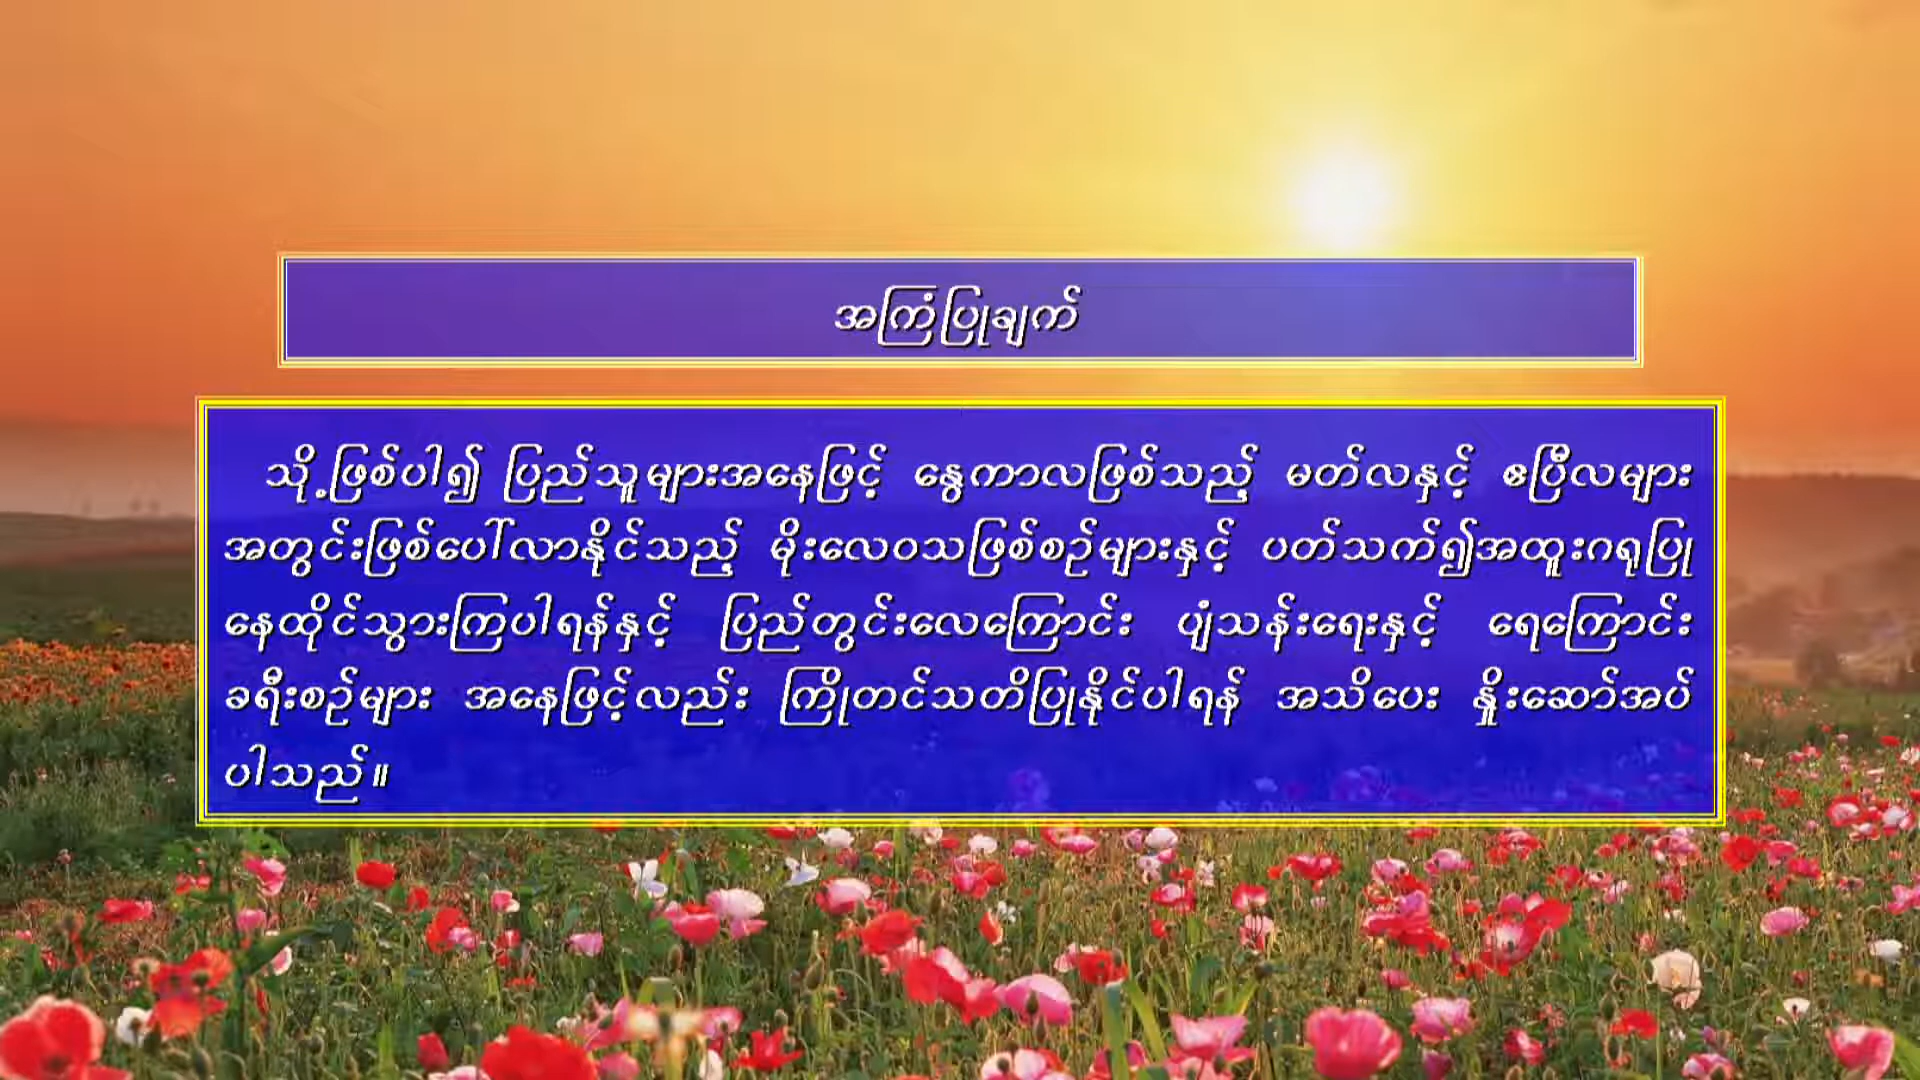 အကြံပြုချက်
သို့ဖြစ်ပါ၍ ပြည်သူများအနေဖြင့် နွေကာလဖြစ်သည့် မတ်လနှင့် ဧပြီလများ
အတွင်းဖြစ်ပေါ်လာနိုင်သည့် မိုးလေဝသဖြစ်စဉ်များနှင့် ပတ်သက်၍အထူးဂရုပြု
နေထိုင်သွားကြပါရန်နှင့် ပြည်တွင်းလေကြောင်း ပျံသန်းရေးနှင့် ရေကြောင်း
ခရီးစဉ်များ အနေဖြင့်လည်း ကြိုတင်သတိပြုနိုင်ပါရန် အသိပေး နှိုးဆော်အပ်
ပါသည်။